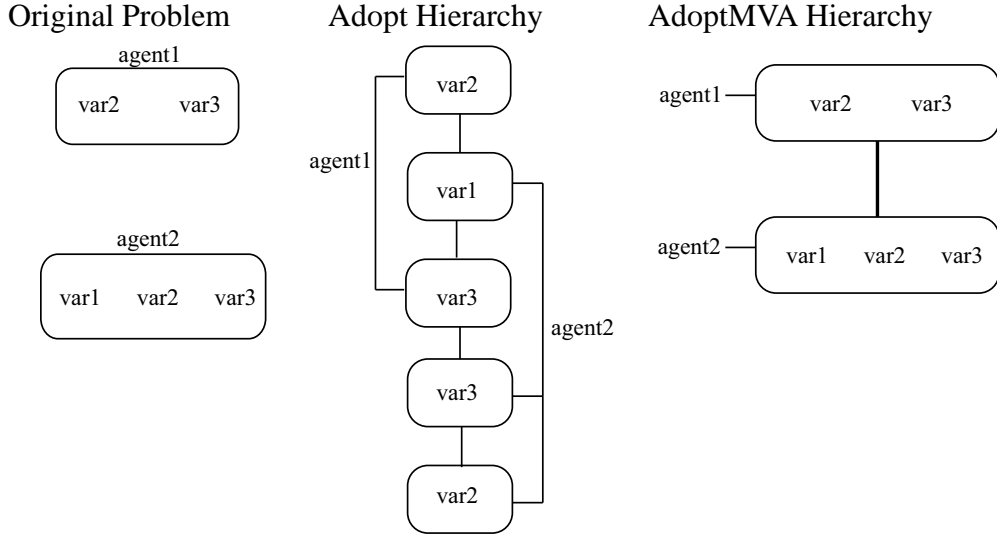 Original Problem
agent1
var2 var3
agent2
var1 var2 var3
Adopt Hierarchy
var2
agent1
var1
var3
agent2
var3
var2
AdoptMVA Hierarchy
agent1
var2 var3
agent2
var1 var2 var3